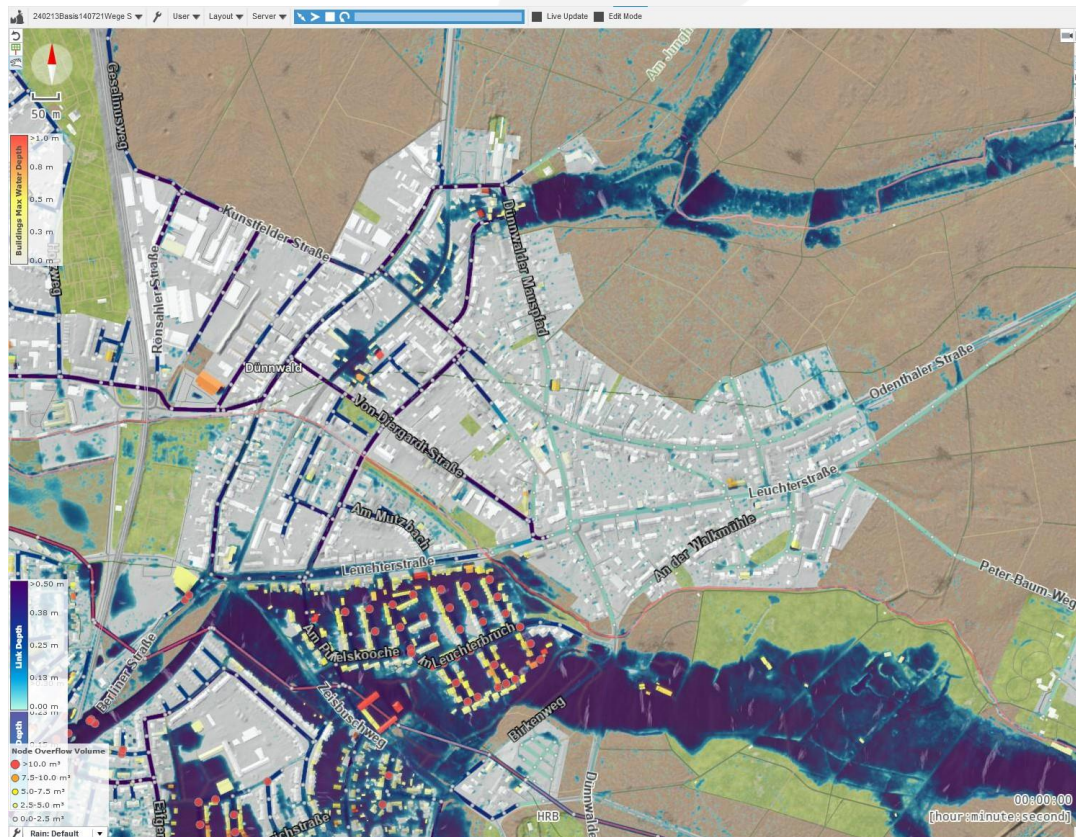 240213Basis140721Wege S
User
Layout
Server
Live Update
Edit Mode
50 m
Geselinusweg
Am Jungh
Buildings Max Water Depth
>1.0 m
0.8 m
0.5 m
0.3 m
0.0 m
Kunstfelder Straße
Rönsahler Straße
Dünnwalder Mauspfad
Dünnwald
Odenthaler Straße
Von-Diergardt-Straße
Leuchterstraße
Am Mutzbach
An der Walkmühle
Leuchterstraße
Peter-Baum-Weg
Link Depth
>0.50 m
0.38 m
0.25 m
0.13 m
0.00 m
Berliner Straße
In Leuchterbruch
Zeisbuschweg
Birkenweg
Depth
Node Overflow Volume
>10.0 m³
7.5-10.0 m³
5.0-7.5 m³
2.5-5.0 m³
0.0-2.5 m³
HRB
00:00:00
[hour:minute:second]
Rain: Default